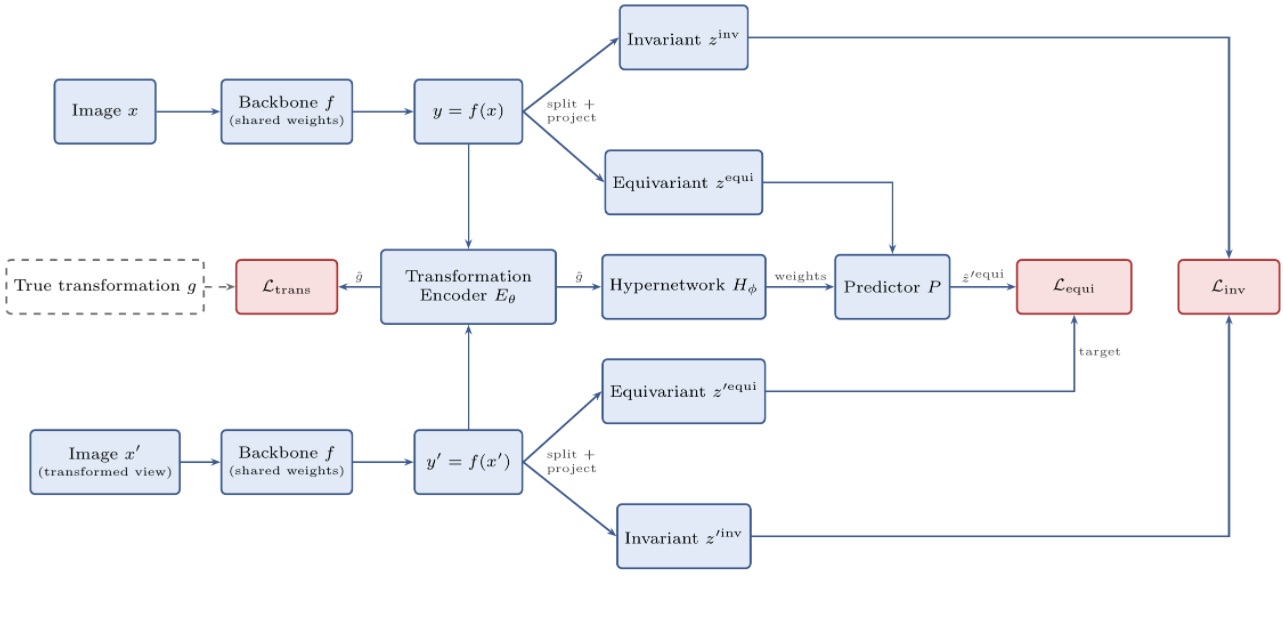 Invariant z^inv
Image x
Backbone f
(shared weights)
y = f(x)
split +
project
Equivariant z^equi
True transformation g
ℒ_trans
ĝ
Transformation
Encoder E_θ
ĝ
Hypernetwork H_ϕ
weights
Predictor P
ẑ′^equi
ℒ_equi
ℒ_inv
target
Equivariant z′^equi
Image x′
(transformed view)
Backbone f
(shared weights)
y′ = f(x′)
split +
project
Invariant z′^inv